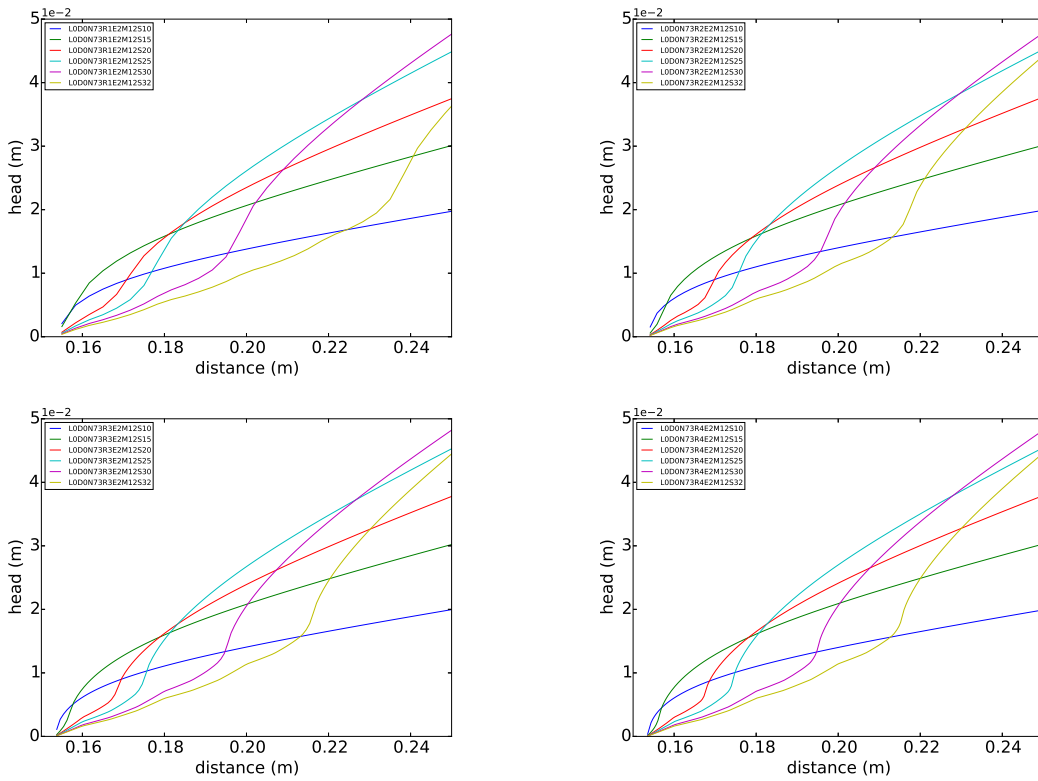 1e−2
5
4
3
2
1
0
head (m)
L0D0N73R1E2M12S10
L0D0N73R1E2M12S15
L0D0N73R1E2M12S20
L0D0N73R1E2M12S25
L0D0N73R1E2M12S30
L0D0N73R1E2M12S32
0.16 0.18 0.20 0.22 0.24
distance (m)
1e−2
5
4
3
2
1
0
head (m)
L0D0N73R2E2M12S10
L0D0N73R2E2M12S15
L0D0N73R2E2M12S20
L0D0N73R2E2M12S25
L0D0N73R2E2M12S30
L0D0N73R2E2M12S32
0.16 0.18 0.20 0.22 0.24
distance (m)
1e−2
5
4
3
2
1
0
head (m)
L0D0N73R3E2M12S10
L0D0N73R3E2M12S15
L0D0N73R3E2M12S20
L0D0N73R3E2M12S25
L0D0N73R3E2M12S30
L0D0N73R3E2M12S32
0.16 0.18 0.20 0.22 0.24
distance (m)
1e−2
5
4
3
2
1
0
head (m)
L0D0N73R4E2M12S10
L0D0N73R4E2M12S15
L0D0N73R4E2M12S20
L0D0N73R4E2M12S25
L0D0N73R4E2M12S30
L0D0N73R4E2M12S32
0.16 0.18 0.20 0.22 0.24
distance (m)